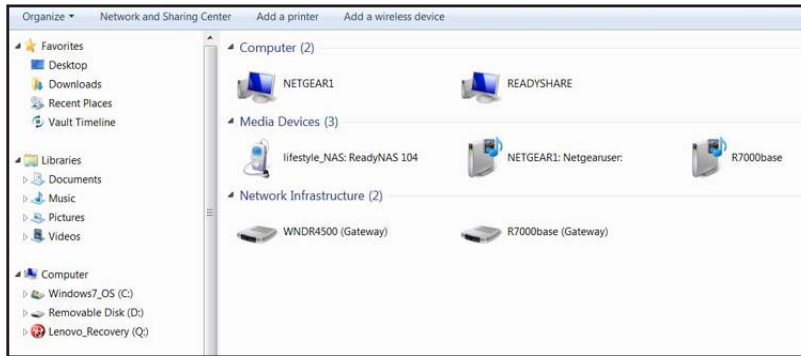 Organize Network and Sharing Center Add a printer Add a wireless device
Favorites
Desktop
Downloads
Recent Places
Vault Timeline
Libraries
Documents
Music
Pictures
Videos
Computer
Windows7_OS (C:)
Removable Disk (D:)
Lenovo_Recovery (Q:)
Computer (2)
NETGEAR1 READYSHARE
Media Devices (3)
lifestyle_NAS: ReadyNAS 104 NETGEAR1: Netgearuser: R7000base
Network Infrastructure (2)
WNDR4500 (Gateway) R7000base (Gateway)